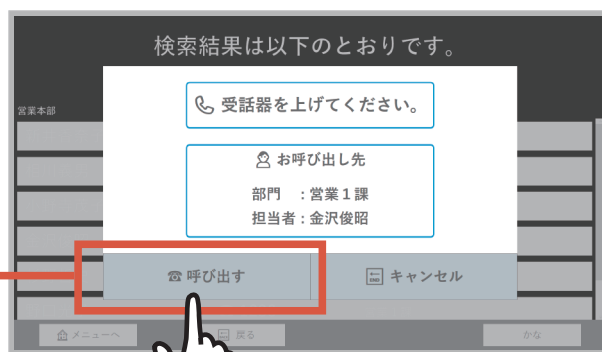 検索結果は以下のとおりです。
営業本部
受話器を上げてください。
お呼び出し先
部門　：営業１課
担当者：金沢俊昭
呼び出す
キャンセル
メニューへ
戻る
かな